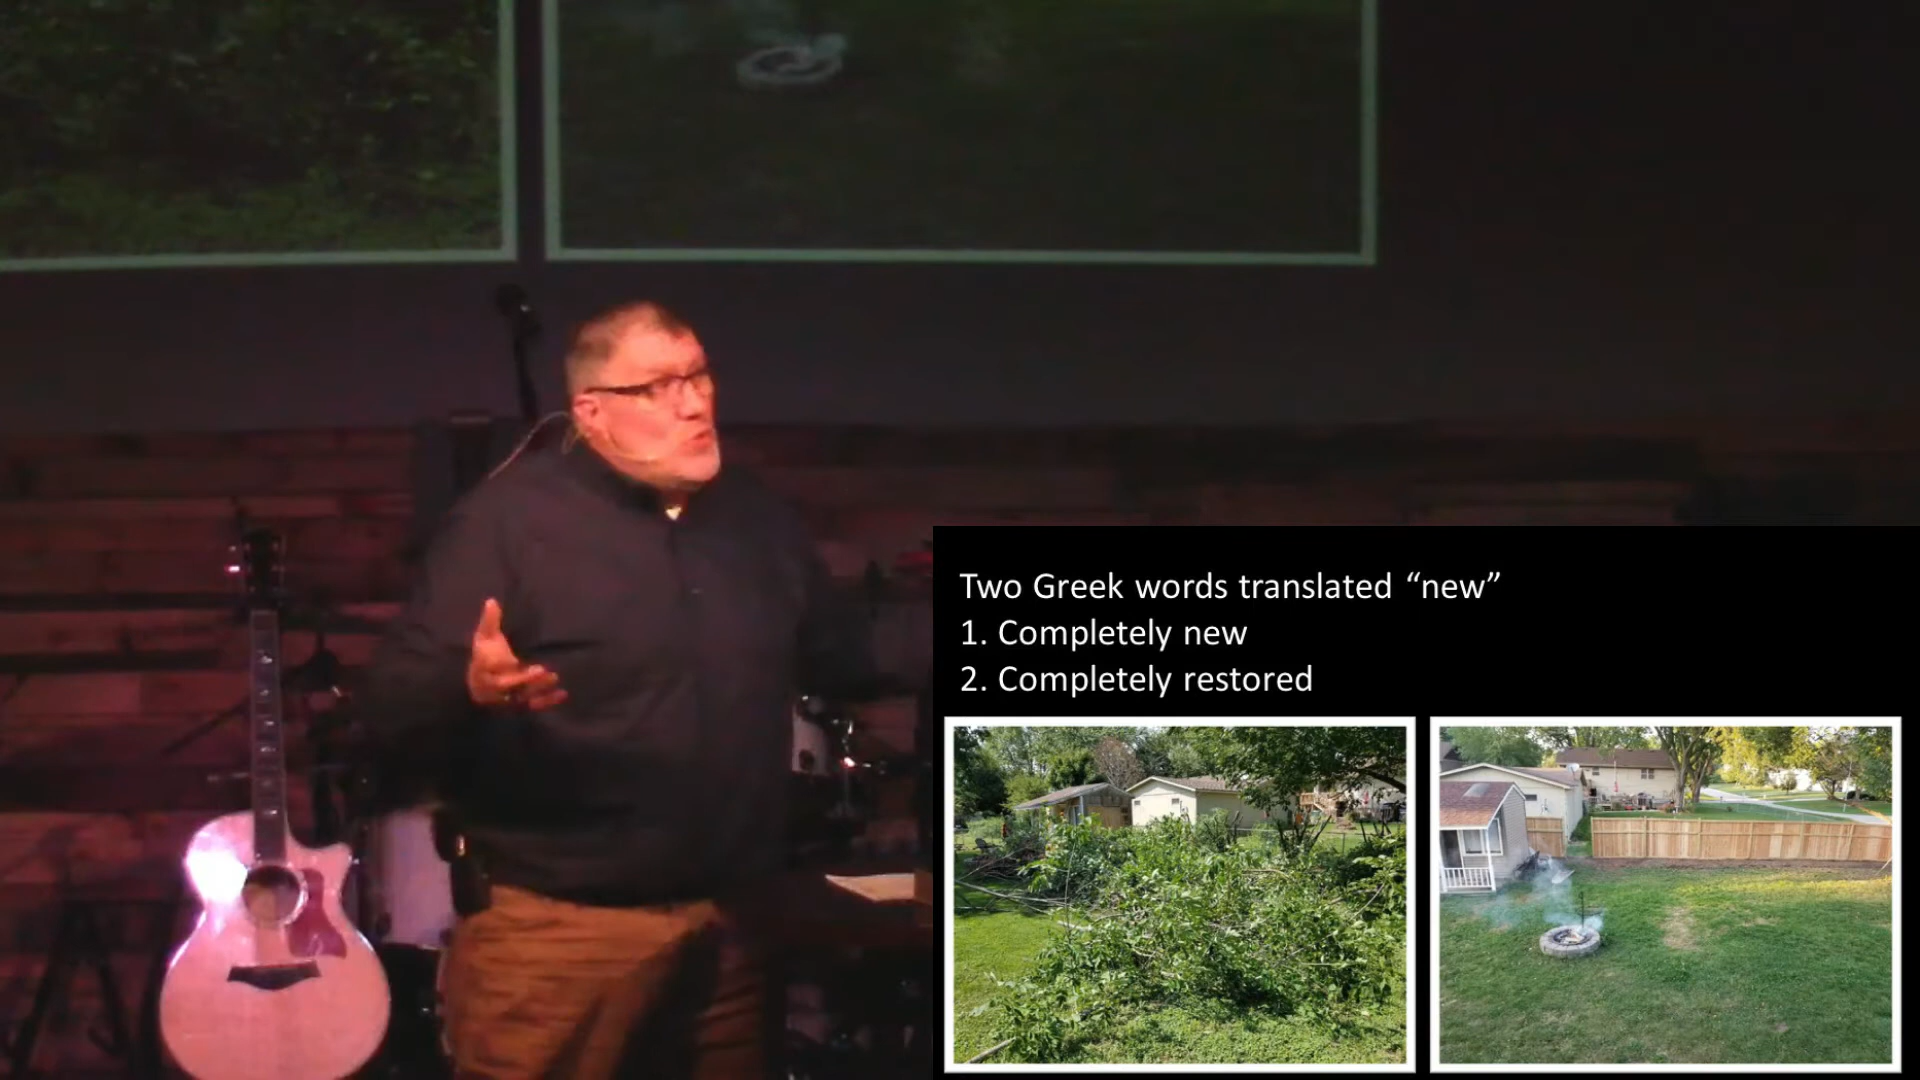 Two Greek words translated “new”
1. Completely new
2. Completely restored